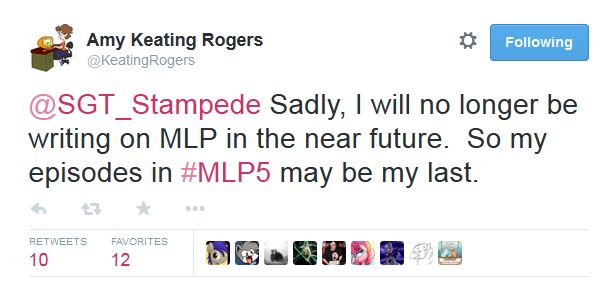 Amy Keating Rogers
@KeatingRogers
Following
@SGT_Stampede Sadly, I will no longer be
writing on MLP in the near future.  So my
episodes in #MLP5 may be my last.
RETWEETS FAVORITES
10 12